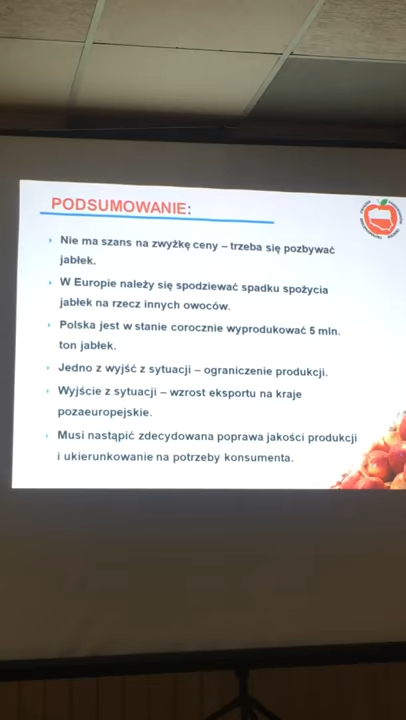 PODSUMOWANIE:
Nie ma szans na zwyżkę ceny – trzeba się pozbywać
jabłek.
W Europie należy się spodziewać spadku spożycia
jabłek na rzecz innych owoców.
Polska jest w stanie corocznie wyprodukować 5 mln.
ton jabłek.
Jedno z wyjść z sytuacji – ograniczenie produkcji.
Wyjście z sytuacji – wzrost eksportu na kraje
pozaeuropejskie.
Musi nastąpić zdecydowana poprawa jakości produkcji
i ukierunkowanie na potrzeby konsumenta.